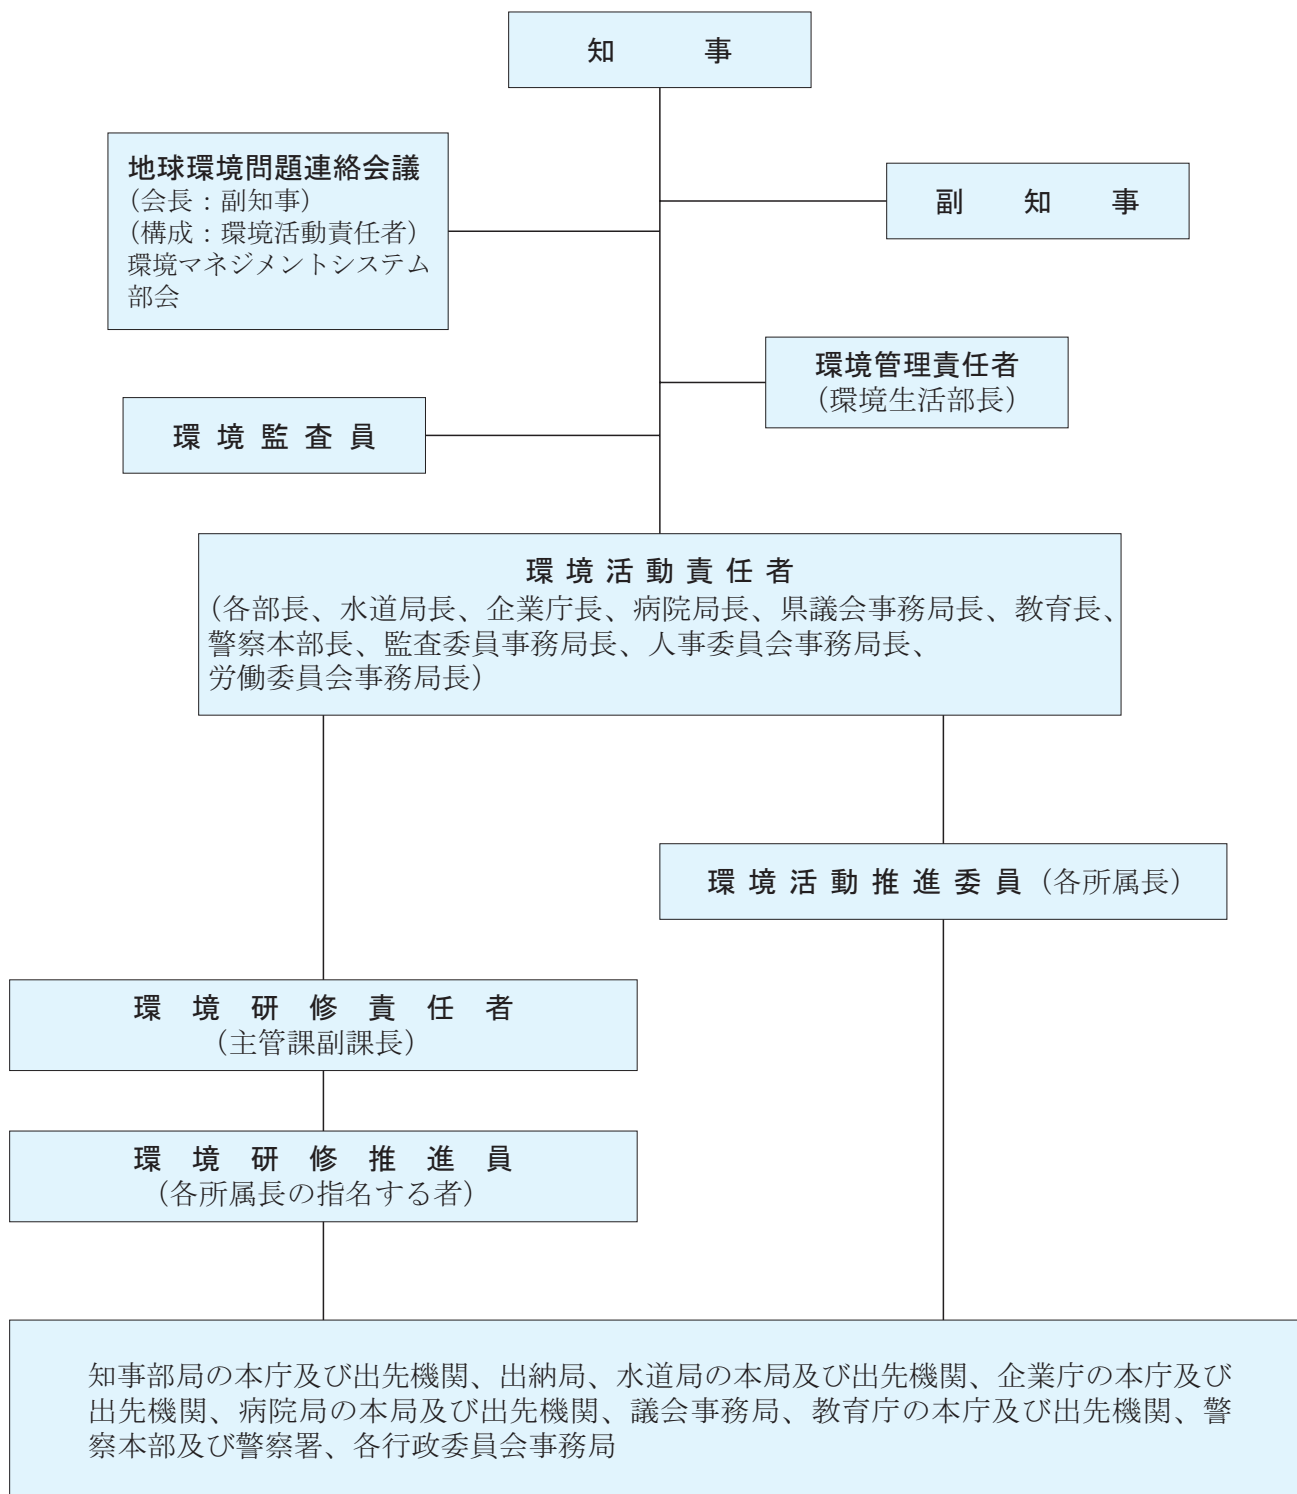 知事
地球環境問題連絡会議
（会長：副知事）
（構成：環境活動責任者）
環境マネジメントシステム
部会
副知事
環境管理責任者
（環境生活部長）
環境監査員
環境活動責任者
（各部長、水道局長、企業庁長、病院局長、県議会事務局長、教育長、
警察本部長、監査委員事務局長、人事委員会事務局長、
労働委員会事務局長）
環境活動推進委員（各所属長）
環境研修責任者
（主管課副課長）
環境研修推進員
（各所属長の指名する者）
知事部局の本庁及び出先機関、出納局、水道局の本局及び出先機関、企業庁の本庁及び
出先機関、病院局の本局及び出先機関、議会事務局、教育庁の本庁及び出先機関、警
察本部及び警察署、各行政委員会事務局